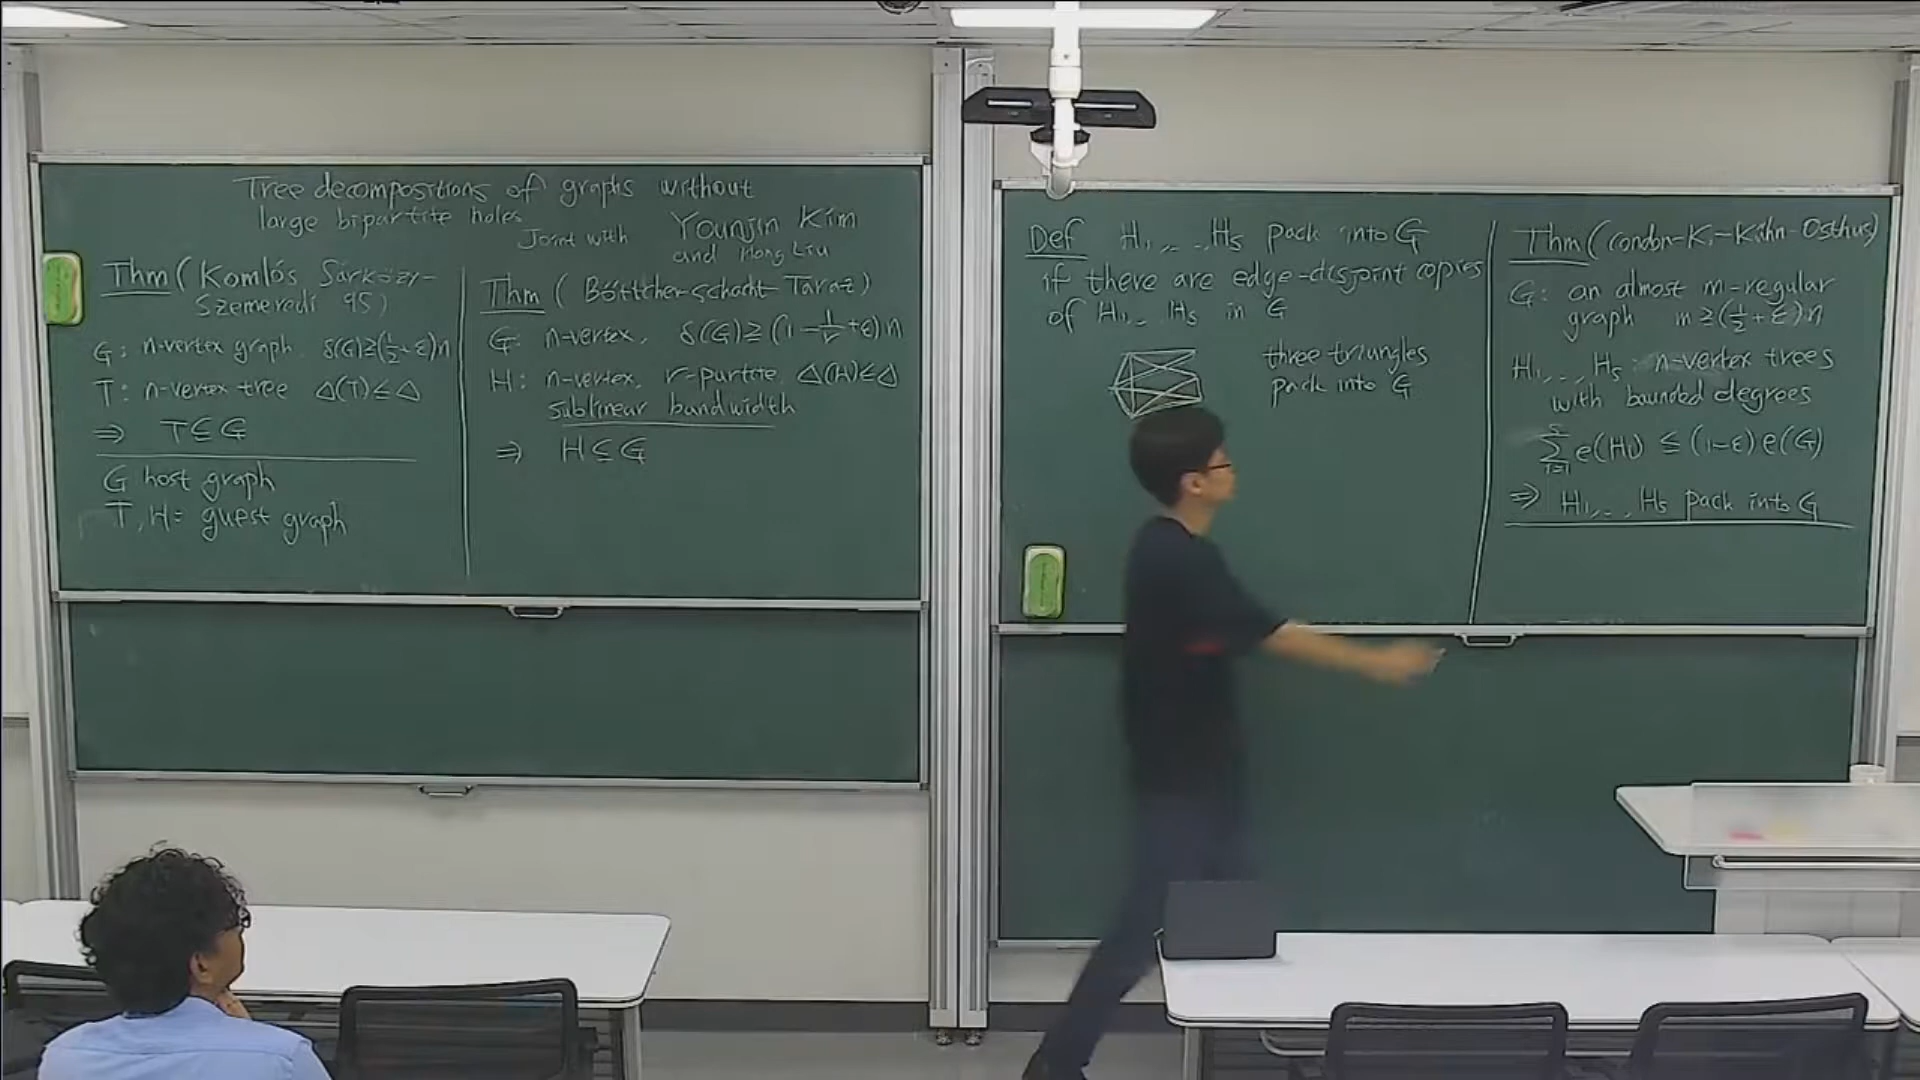 Tree decompositions of graphs without
large bipartite holes
Joint with Younjin Kim
and Hong Liu
Thm (Komlós Sárközy-
Szemeredi 95)
G: n-vertex graph δ(G)≥(1/2+ε)n
T: n-vertex tree Δ(T)≤Δ
⇒ T⊆G
G host graph
T, H= guest graph
Thm (Böttcher-Schacht-Taraz)
G: n-vertex, δ(G)≥(1-1/r+ε)n
H: n-vertex, r-partite, Δ(H)≤Δ
sublinear bandwidth
⇒ H⊆G
Def H1,..,Hs pack into G
if there are edge-disjoint copies
of H1,..,Hs in G
three triangles
pack into G
Thm (Condon-K.-Kühn-Osthus)
G: an almost m-regular
graph m≥(1/2+ε)n
H1,..,Hs: n-vertex trees
with bounded degrees
∑_{i=1}^{s} e(Hi) ≤ (1-ε)e(G)
⇒ H1,..,Hs pack into G